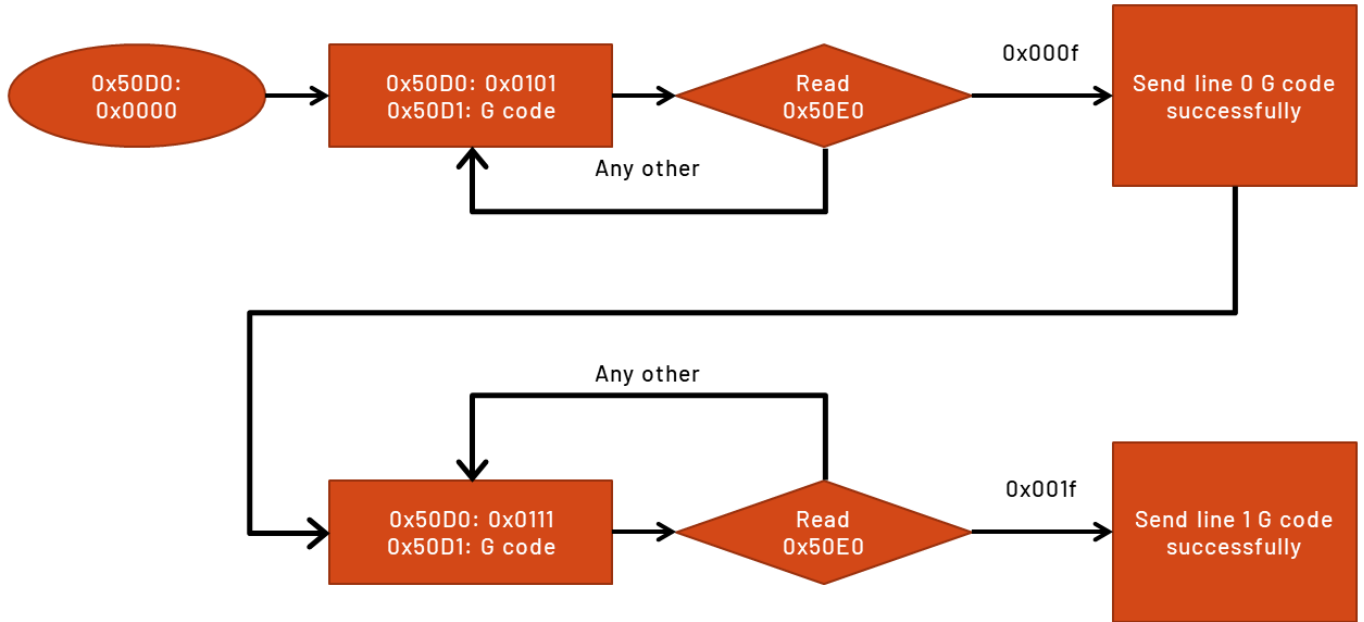 0x50D0:
0x0000
0x50D0: 0x0101
0x50D1: G code
Read
0x50E0
0x000f
Send line 0 G code
successfully
Any other
Any other
0x50D0: 0x0111
0x50D1: G code
Read
0x50E0
0x001f
Send line 1 G code
successfully